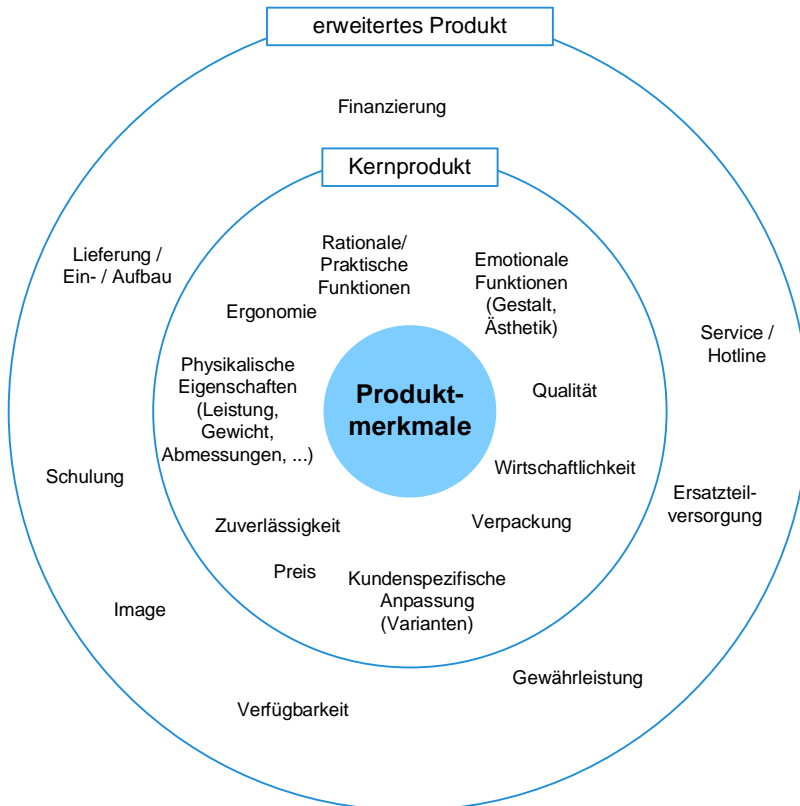 erweitertes Produkt
Finanzierung
Kernprodukt
Rationale/
Praktische
Funktionen
Emotionale
Funktionen
(Gestalt,
Ästhetik)
Lieferung /
Ein- / Aufbau
Ergonomie
Service /
Hotline
Physikalische
Eigenschaften
(Leistung,
Gewicht,
Abmessungen, ...)
Produkt-
merkmale
Qualität
Wirtschaftlichkeit
Schulung
Ersatzteil-
versorgung
Zuverlässigkeit
Verpackung
Preis
Kundenspezifische
Anpassung
(Varianten)
Image
Gewährleistung
Verfügbarkeit